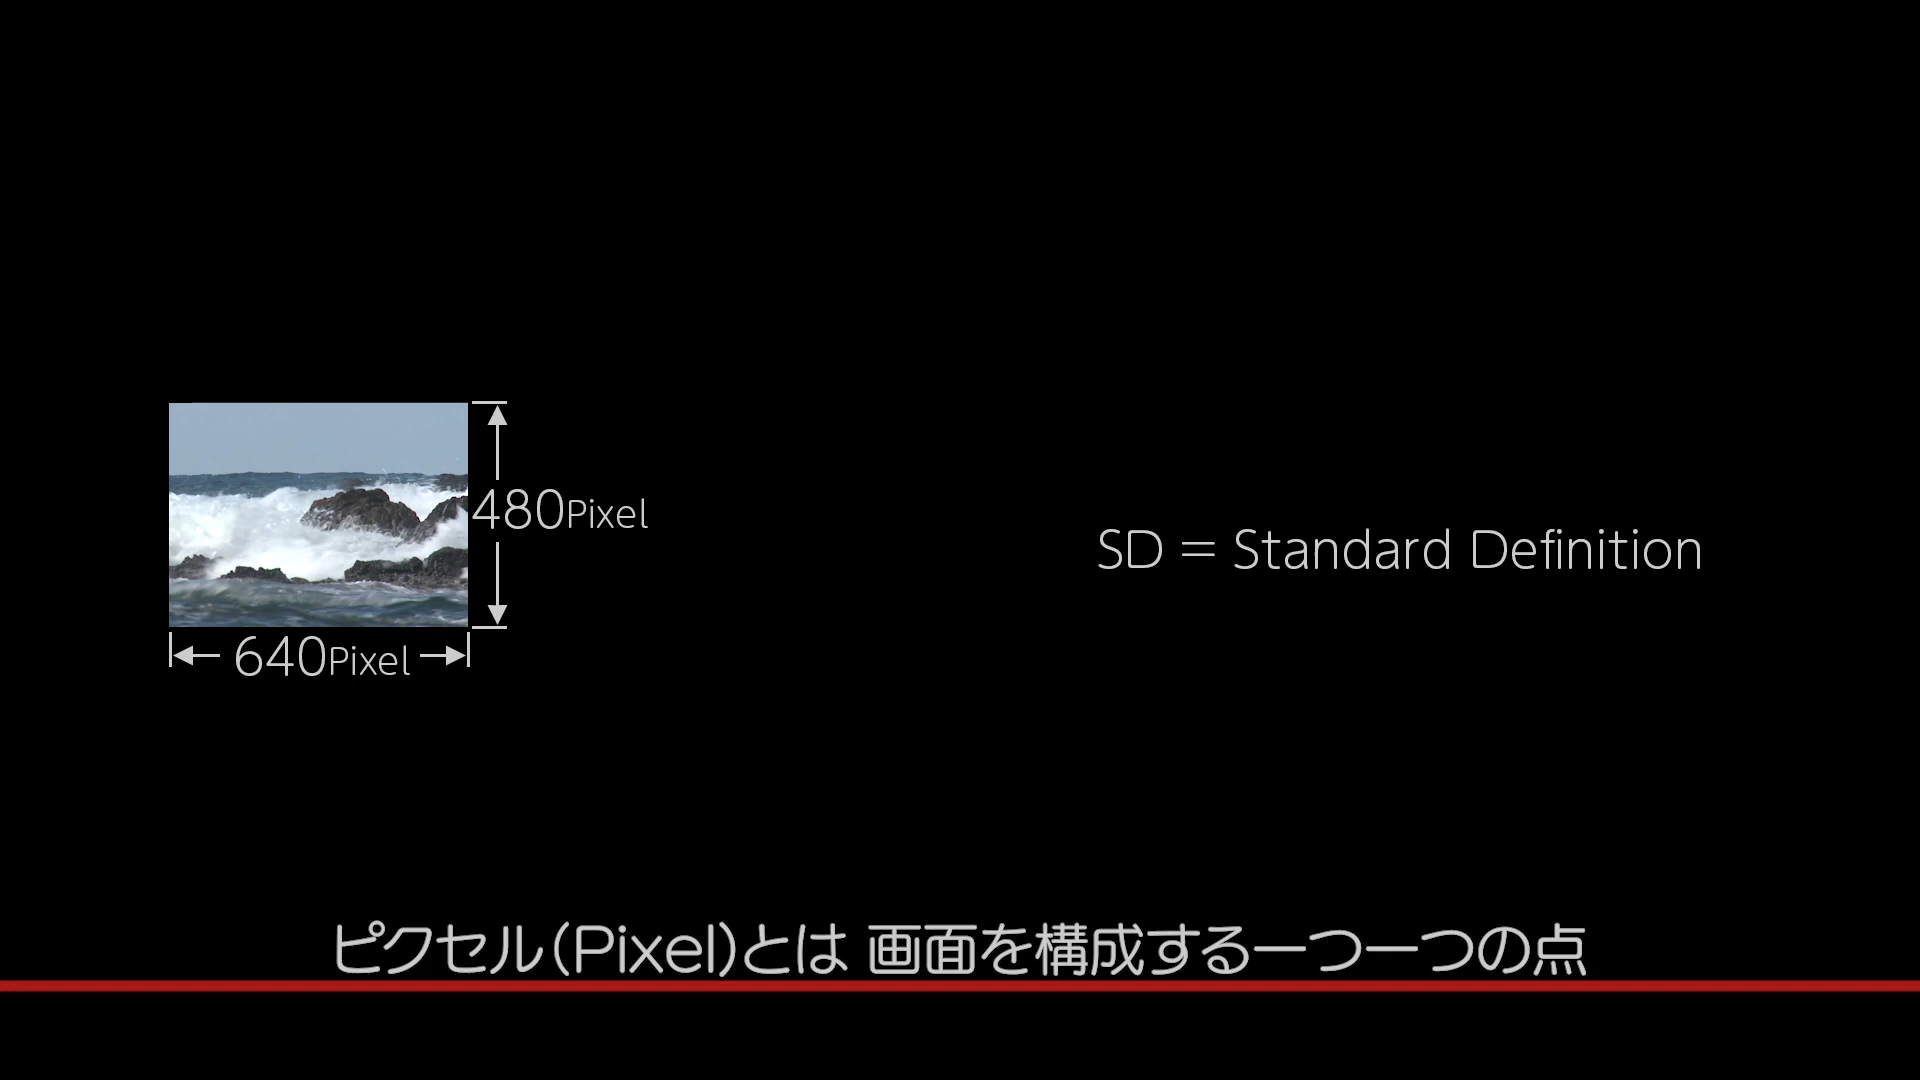 480Pixel
SD = Standard Definition
640Pixel
ピクセル(Pixel)とは 画面を構成する一つ一つの点